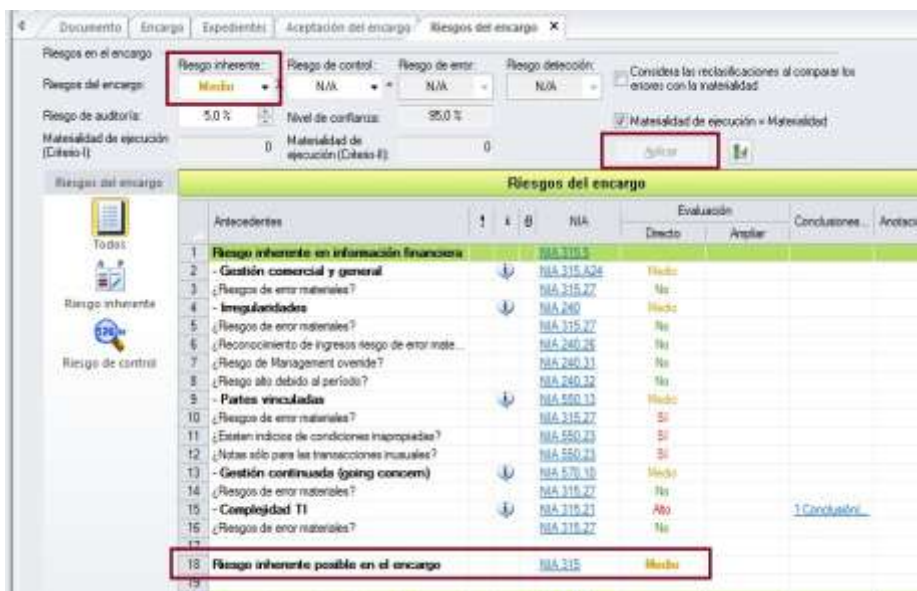 Documento Encargo Expedientes Aceptación del encargo Riesgos del encargo X
Riesgos en el encargo
Riesgo inherente: Riesgo de control: Riesgo de error: Riesgo detección:
Riesgos del encargo: Medio N/A N/A N/A
Considera las reclasificaciones al comparar los
errores con la materialidad
Riesgo de auditoría: 5,0 % Nivel de confianza: 95,0 %
Materialidad de ejecución = Materialidad
Materialidad de ejecución
(Criterio-I): 0
Materialidad de
ejecución (Criterio-II): 0
Aplicar
Riesgos del encargo
Todos
Riesgo inherente
Riesgo de control
Riesgos del encargo
Antecedentes NIA Evaluación Conclusiones...
Directo Ampliar
1 Riesgo inherente en información financiera NIA 315.5
2 - Gestión comercial y general NIA 315.A24 Medio
3 ¿Riesgos de error materiales? NIA 315.27 No
4 - Irregularidades NIA 240 Medio
5 ¿Riesgos de error materiales? NIA 315.27 No
6 ¿Reconocimiento de ingresos riesgo de error mate... NIA 240.26 No
7 ¿Riesgo de Management override? NIA 240.31 No
8 ¿Riesgo alto debido al período? NIA 240.32 No
9 - Partes vinculadas NIA 550.13 Medio
10 ¿Riesgos de error materiales? NIA 315.27 Sí
11 ¿Existen indicios de condiciones inapropiadas? NIA 550.23 Sí
12 ¿Notas sólo para las transacciones inusuales? NIA 550.23 Sí
13 - Gestión continuada (going concern) NIA 570.10 Medio
14 ¿Riesgos de error materiales? NIA 315.27 No
15 - Complejidad TI NIA 315.21 Alto 1 Conclusión...
16 ¿Riesgos de error materiales? NIA 315.27 No
17
18 Riesgo inherente posible en el encargo NIA 315 Medio
19